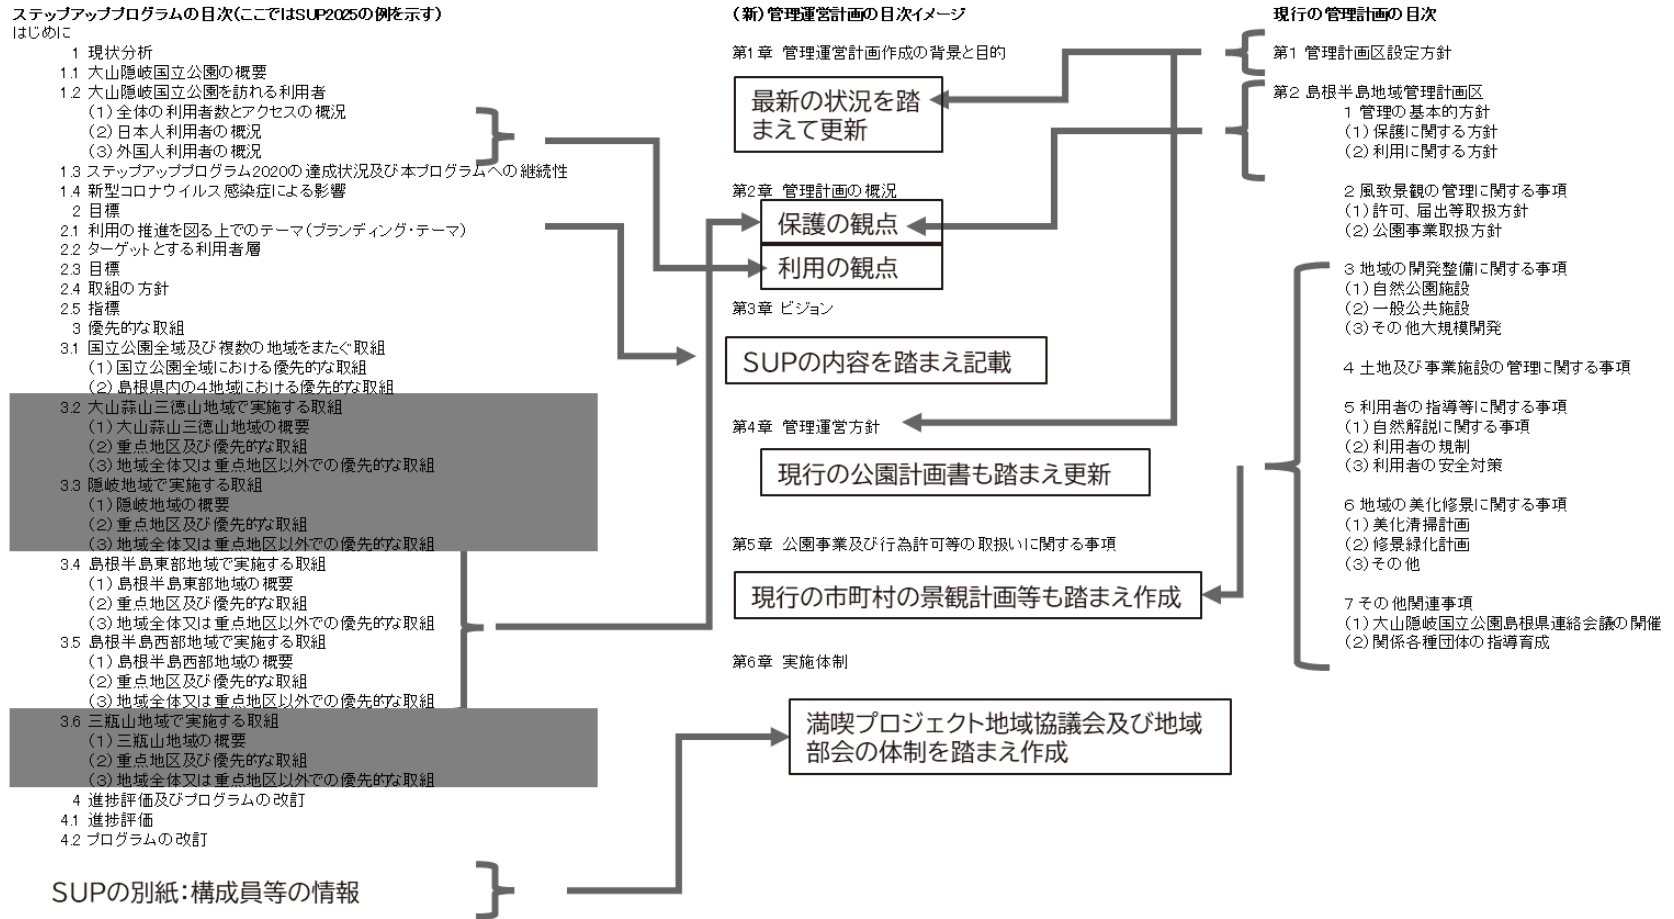 ステップアッププログラムの目次(ここではSUP2025の例を示す)
はじめに
1 現状分析
1.1 大山隠岐国立公園の概要
1.2 大山隠岐国立公園を訪れる利用者
(1)全体の利用者数とアクセスの概況
(2)日本人利用者の概況
(3)外国人利用者の概況
1.3 ステップアッププログラム2020の達成状況及び本プログラムへの継続性
1.4 新型コロナウイルス感染症による影響
2 目標
2.1 利用の推進を図る上でのテーマ(ブランディング・テーマ)
2.2 ターゲットとする利用者層
2.3 目標
2.4 取組の方針
2.5 指標
3 優先的な取組
3.1 国立公園全域及び複数の地域をまたぐ取組
(1)国立公園全域における優先的な取組
(2)島根県内の4地域における優先的な取組
3.2 大山蒜山三徳山地域で実施する取組
(1)大山蒜山三徳山地域の概要
(2)重点地区及び優先的な取組
(3)地域全体又は重点地区以外での優先的な取組
3.3 隠岐地域で実施する取組
(1)隠岐地域の概要
(2)重点地区及び優先的な取組
(3)地域全体又は重点地区以外での優先的な取組
3.4 島根半島東部地域で実施する取組
(1)島根半島東部地域の概要
(2)重点地区及び優先的な取組
(3)地域全体又は重点地区以外での優先的な取組
3.5 島根半島西部地域で実施する取組
(1)島根半島西部地域の概要
(2)重点地区及び優先的な取組
(3)地域全体又は重点地区以外での優先的な取組
3.6 三瓶山地域で実施する取組
(1)三瓶山地域の概要
(2)重点地区及び優先的な取組
(3)地域全体又は重点地区以外での優先的な取組
4 進捗評価及びプログラムの改訂
4.1 進捗評価
4.2 プログラムの改訂
SUPの別紙：構成員等の情報
(新)管理運営計画の目次イメージ
第1章 管理運営計画作成の背景と目的
最新の状況を踏
まえて更新
第2章 管理計画の概況
保護の観点
利用の観点
第3章 ビジョン
SUPの内容を踏まえ記載
第4章 管理運営方針
現行の公園計画書も踏まえ更新
第5章 公園事業及び行為許可等の取扱いに関する事項
現行の市町村の景観計画等も踏まえ作成
第6章 実施体制
満喫プロジェクト地域協議会及び地域
部会の体制を踏まえ作成
現行の管理計画の目次
第1 管理計画区設定方針
第2 島根半島地域管理計画区
1 管理の基本的方針
(1)保護に関する方針
(2)利用に関する方針
2 風致景観の管理に関する事項
(1)許可、届出等取扱方針
(2)公園事業取扱方針
3 地域の開発整備に関する事項
(1)自然公園施設
(2)一般公共施設
(3)その他大規模開発
4 土地及び事業施設の管理に関する事項
5 利用者の指導等に関する事項
(1)自然解説に関する事項
(2)利用者の規制
(3)利用者の安全対策
6 地域の美化修景に関する事項
(1)美化清掃計画
(2)修景緑化計画
(3)その他
7 その他関連事項
(1)大山隠岐国立公園島根県連絡会議の開催
(2)関係各種団体の指導育成